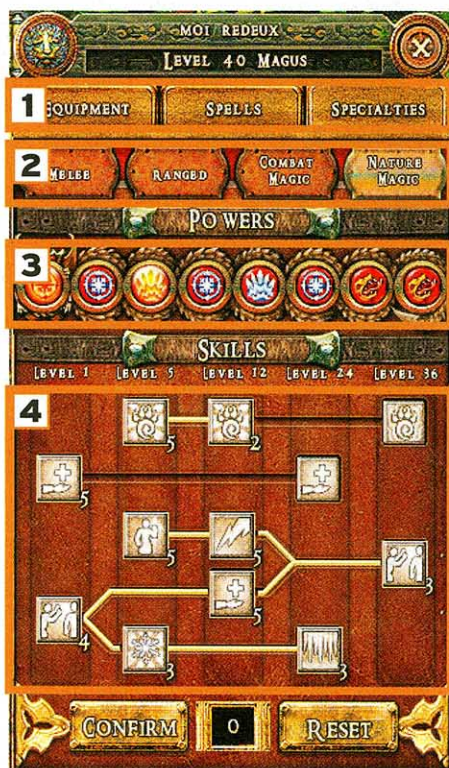 MOI REDEUX
LEVEL 40 MAGUS
X
1
EQUIPMENT SPELLS SPECIALTIES
2
MELEE RANGED COMBAT MAGIC NATURE MAGIC
POWERS
3
SKILLS
LEVEL 1 LEVEL 5 LEVEL 12 LEVEL 24 LEVEL 36
4
5 2
5
5 5 3
5
4
3 3
CONFIRM 0 RESET